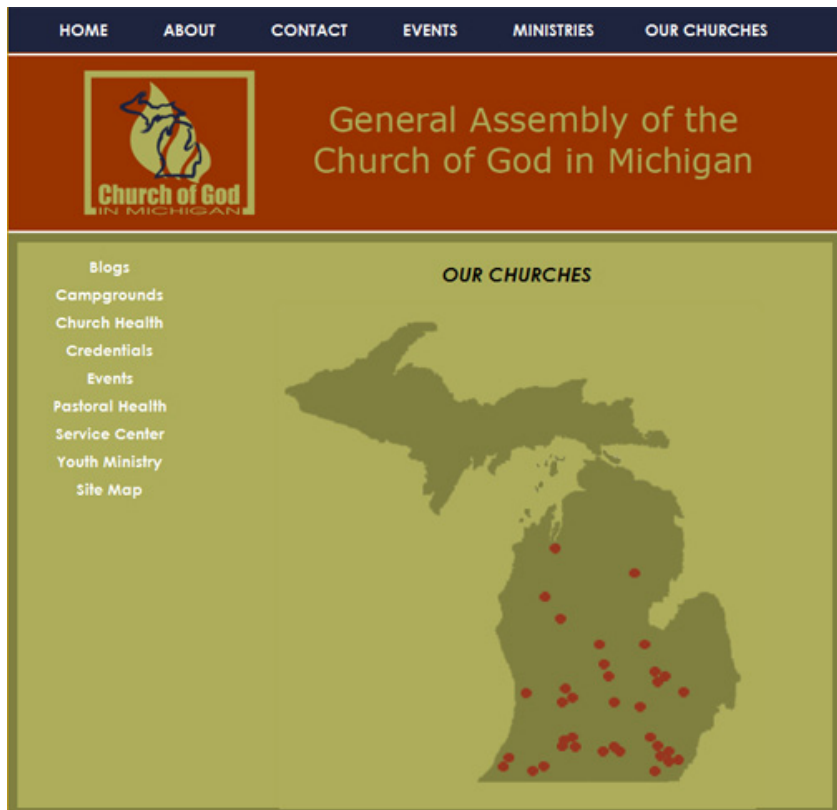 HOME ABOUT CONTACT EVENTS MINISTRIES OUR CHURCHES
Church of God
IN MICHIGAN
General Assembly of the
Church of God in Michigan
Blogs
Campgrounds
Church Health
Credentials
Events
Pastoral Health
Service Center
Youth Ministry
Site Map
OUR CHURCHES